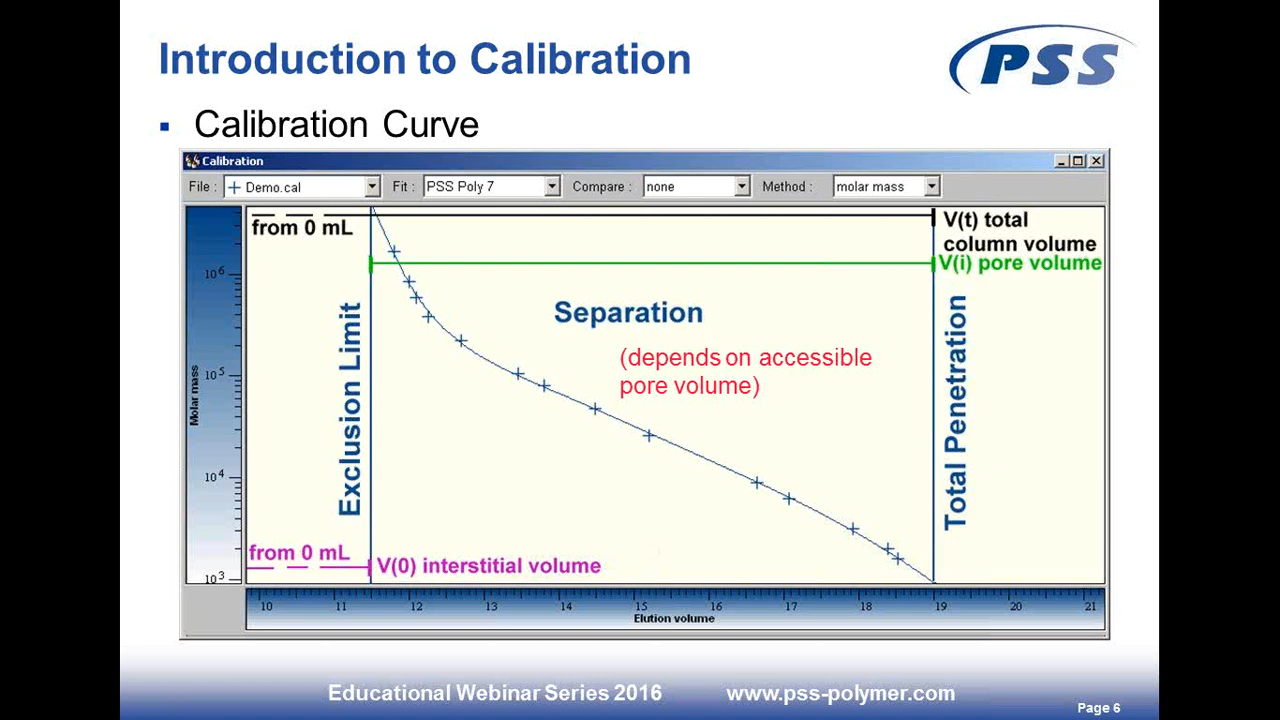 Introduction to Calibration
PSS
▪ Calibration Curve
Calibration
File : Demo.cal Fit : PSS Poly 7 Compare : none Method : molar mass
from 0 mL
V(t) total
column volume
V(i) pore volume
10⁶
10⁵
10⁴
10³
Molar mass
Exclusion Limit
Separation
(depends on accessible
pore volume)
Total Penetration
from 0 mL
V(0) interstitial volume
10 11 12 13 14 15 16 17 18 19 20 21
Elution volume
Educational Webinar Series 2016 www.pss-polymer.com
Page 6